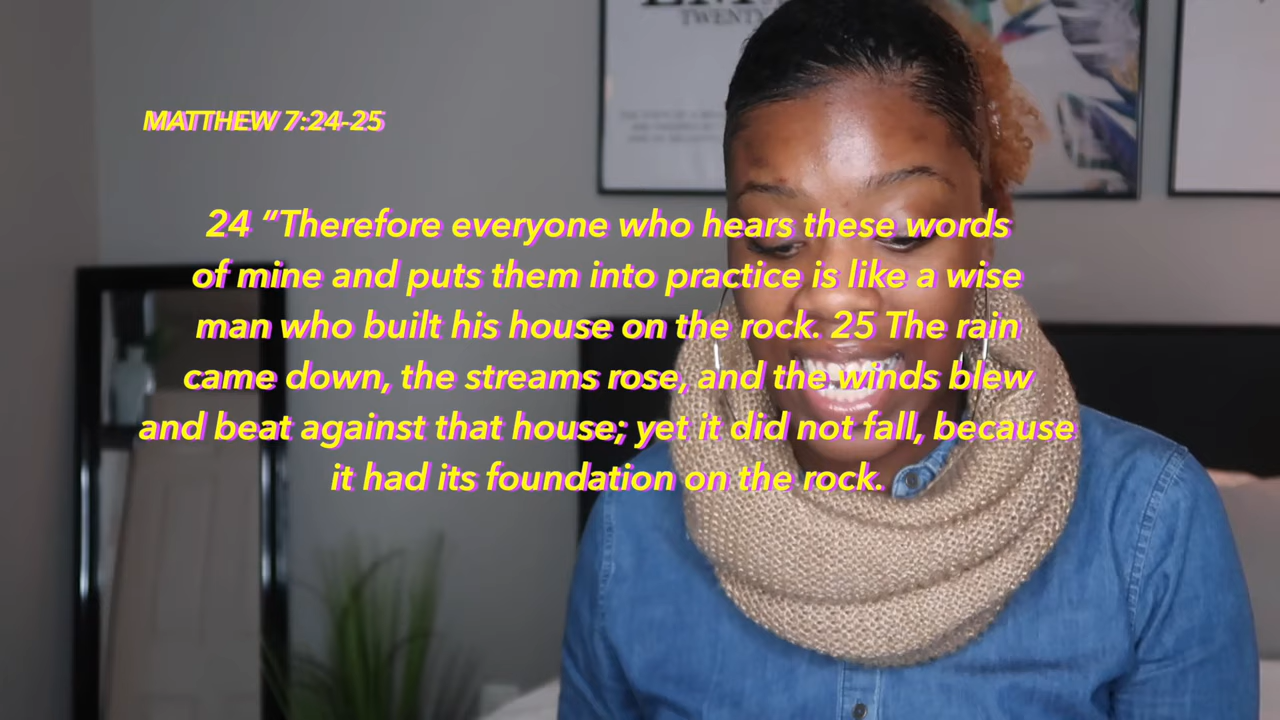 TWENTY
MATTHEW 7:24-25
24 “Therefore everyone who hears these words
of mine and puts them into practice is like a wise
man who built his house on the rock. 25 The rain
came down, the streams rose, and the winds blew
and beat against that house; yet it did not fall, because
it had its foundation on the rock.